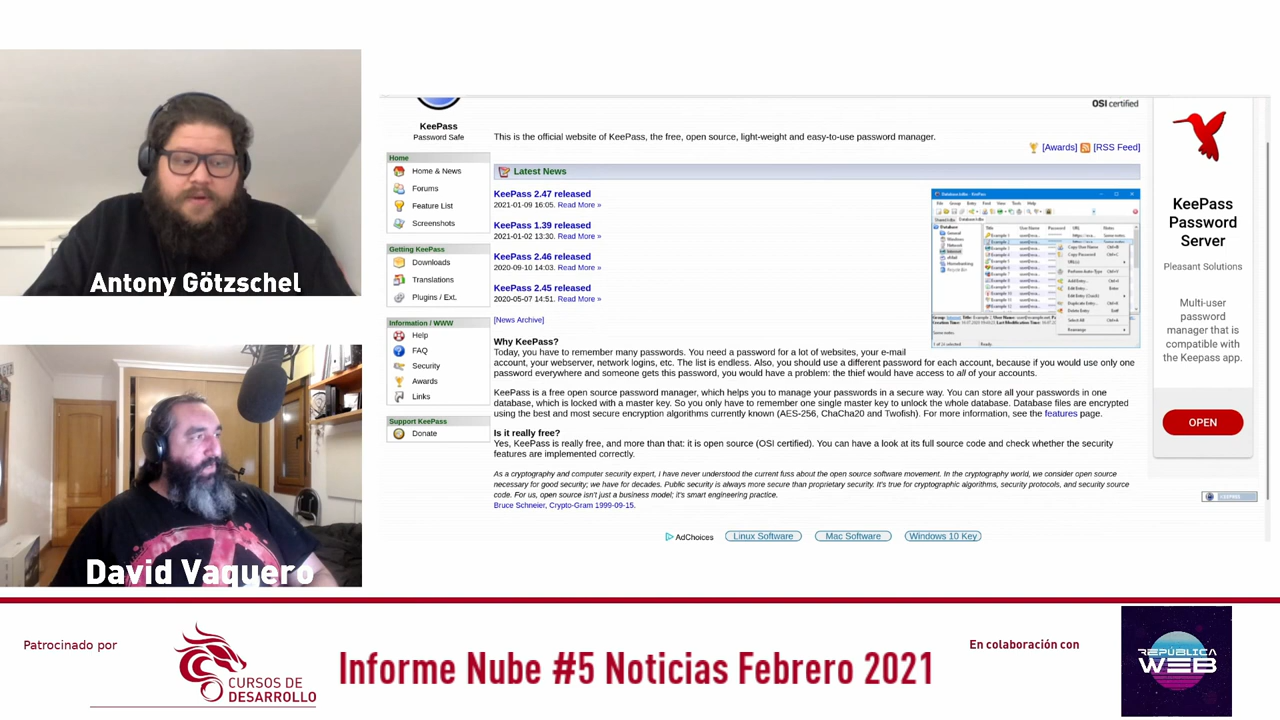 Antony Götzschel
David Vaquero
KeePass
Password Safe
Home
Home & News
Forums
Feature List
Screenshots
Getting KeePass
Downloads
Translations
Plugins / Ext.
Information / WWW
Help
FAQ
Security
Awards
Links
Support KeePass
Donate
OSI certified
This is the official website of KeePass, the free, open source, light-weight and easy-to-use password manager.
[Awards] [RSS Feed]
Latest News
KeePass 2.47 released
2021-01-09 16:05. Read More »
KeePass 1.39 released
2021-01-02 13:30. Read More »
KeePass 2.46 released
2020-09-10 14:03. Read More »
KeePass 2.45 released
2020-05-07 14:51. Read More »
[News Archive]
Why KeePass?
Today, you have to remember many passwords. You need a password for a lot of websites, your e-mail
account, your webserver, network logins, etc. The list is endless. Also, you should use a different password for each account, because if you would use only one
password everywhere and someone gets this password, you would have a problem: the thief would have access to all of your accounts.
KeePass is a free open source password manager, which helps you to manage your passwords in a secure way. You can store all your passwords in one
database, which is locked with a master key. So you only have to remember one single master key to unlock the whole database. Database files are encrypted
using the best and most secure encryption algorithms currently known (AES-256, ChaCha20 and Twofish). For more information, see the features page.
Is it really free?
Yes, KeePass is really free, and more than that: it is open source (OSI certified). You can have a look at its full source code and check whether the security
features are implemented correctly.
As a cryptography and computer security expert, I have never understood the current fuss about the open source software movement. In the cryptography world, we consider open source
necessary for good security; we have for decades. Public security is always more secure than proprietary security. It's true for cryptographic algorithms, security protocols, and security source
code. For us, open source isn't just a business model; it's smart engineering practice.
Bruce Schneier, Crypto-Gram 1999-09-15.
AdChoices
Linux Software
Mac Software
Windows 10 Key
KeePass
Password
Server
Pleasant Solutions
Multi-user
password
manager that is
compatible with
the Keepass app.
OPEN
Patrocinado por
CURSOS DE
DESARROLLO
Informe Nube #5 Noticias Febrero 2021
En colaboración con
REPÚBLICA
WEB